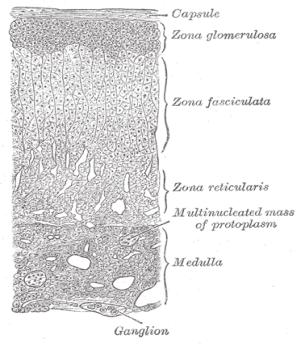 Capsule
Zona glomerulosa
Zona fasciculata
Zona reticularis
Multinucleated mass
of protoplasm
Medulla
Ganglion